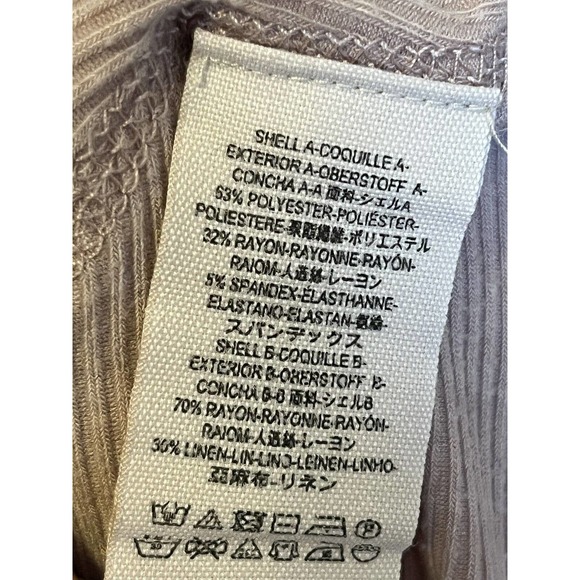 SHELL A-COQUILLE A-
EXTERIOR A-OBERSTOFF A-
CONCHA A-A 面料-シェルA
63% POLYESTER-POLIÉSTER-
POLIESTERE-聚酯纖維-ポリエステル
32% RAYON-RAYONNE-RAYÓN-
RAIOM-人造絲-レーヨン
5% SPANDEX-ÉLASTHANNE-
ELASTANO-ELASTAN-氨綸-
スパンデックス
SHELL B-COQUILLE B-
EXTERIOR B-OBERSTOFF B-
CONCHA B-B 面料-シェルB
70% RAYON-RAYONNE-RAYÓN-
RAIOM-人造絲-レーヨン
30% LINEN-LIN-LINO-LEINEN-LINHO-
亞麻布-リネン